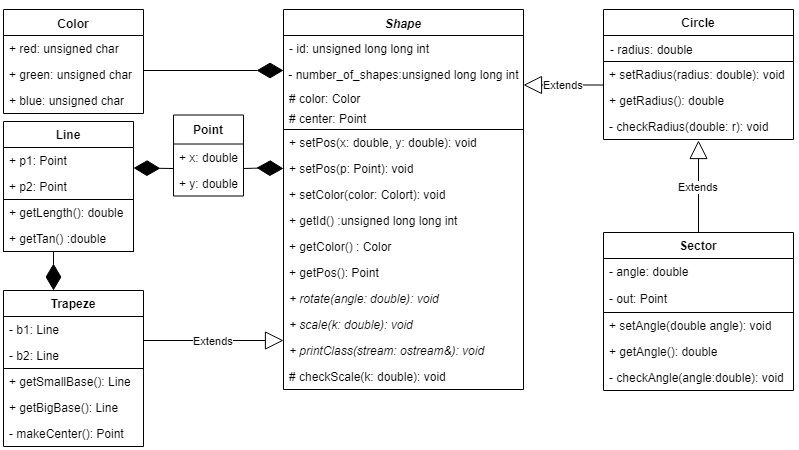 Color
+ red: unsigned char
+ green: unsigned char
+ blue: unsigned char
Line
+ p1: Point
+ p2: Point
+ getLength(): double
+ getTan() :double
Point
+ x: double
+ y: double
Trapeze
- b1: Line
- b2: Line
+ getSmallBase(): Line
+ getBigBase(): Line
- makeCenter(): Point
Extends
Shape
- id: unsigned long long int
- number_of_shapes:unsigned long long int
# color: Color
# center: Point
+ setPos(x: double, y: double): void
+ setPos(p: Point): void
+ setColor(color: Colort): void
+ getId() :unsigned long long int
+ getColor() : Color
+ getPos(): Point
+ rotate(angle: double): void
+ scale(k: double): void
+ printClass(stream: ostream&): void
# checkScale(k: double): void
Extends
Circle
- radius: double
+ setRadius(radius: double): void
+ getRadius(): double
- checkRadius(double: r): void
Extends
Sector
- angle: double
- out: Point
+ setAngle(double angle): void
+ getAngle(): double
- checkAngle(angle:double): void